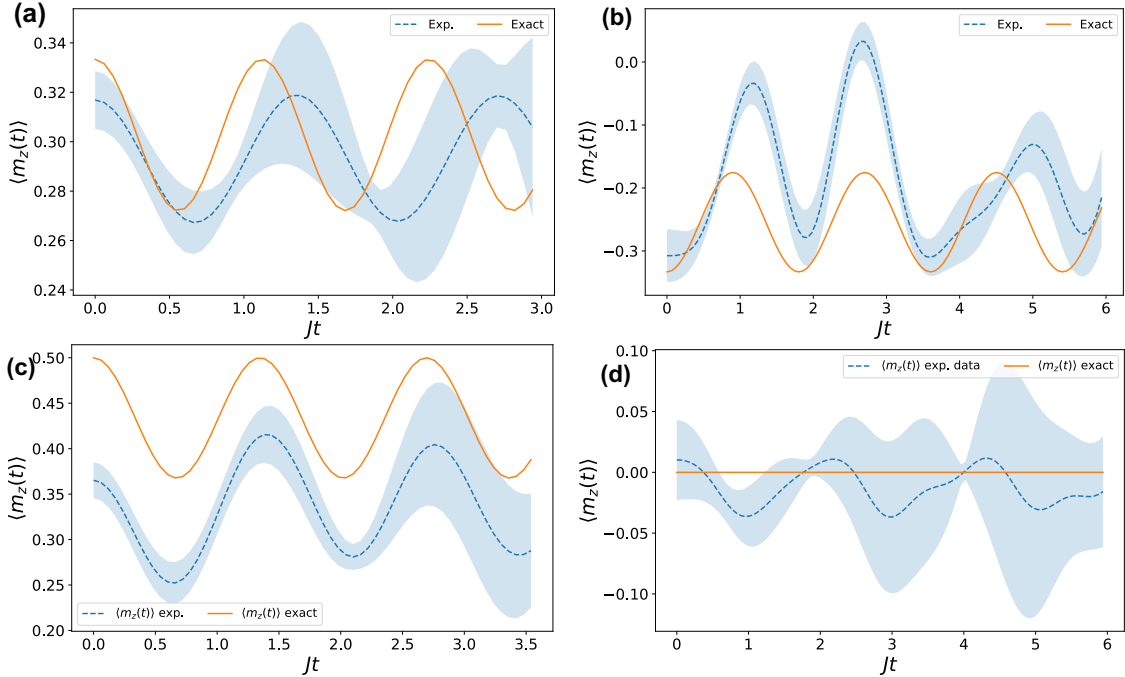 (a)
Exp. Exact
0.34
0.32
0.30
0.28
0.26
0.24
⟨m_z(t)⟩
0.0 0.5 1.0 1.5 2.0 2.5 3.0
Jt
(b)
Exp. Exact
0.0
−0.1
−0.2
−0.3
⟨m_z(t)⟩
0 1 2 3 4 5 6
Jt
(c)
0.50
0.45
0.40
0.35
0.30
0.25
0.20
⟨m_z(t)⟩
⟨m_z(t)⟩ exp. ⟨m_z(t)⟩ exact
0.0 0.5 1.0 1.5 2.0 2.5 3.0 3.5
Jt
(d)
⟨m_z(t)⟩ exp. data ⟨m_z(t)⟩ exact
0.10
0.05
0.00
−0.05
−0.10
⟨m_z(t)⟩
0 1 2 3 4 5 6
Jt